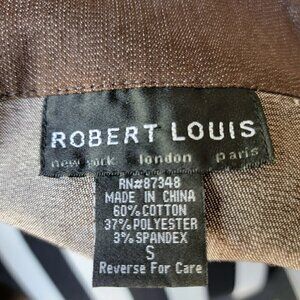 ROBERT LOUIS
new york london paris
RN#87348
MADE IN CHINA
60% COTTON
37% POLYESTER
3% SPANDEX
S
Reverse For Care